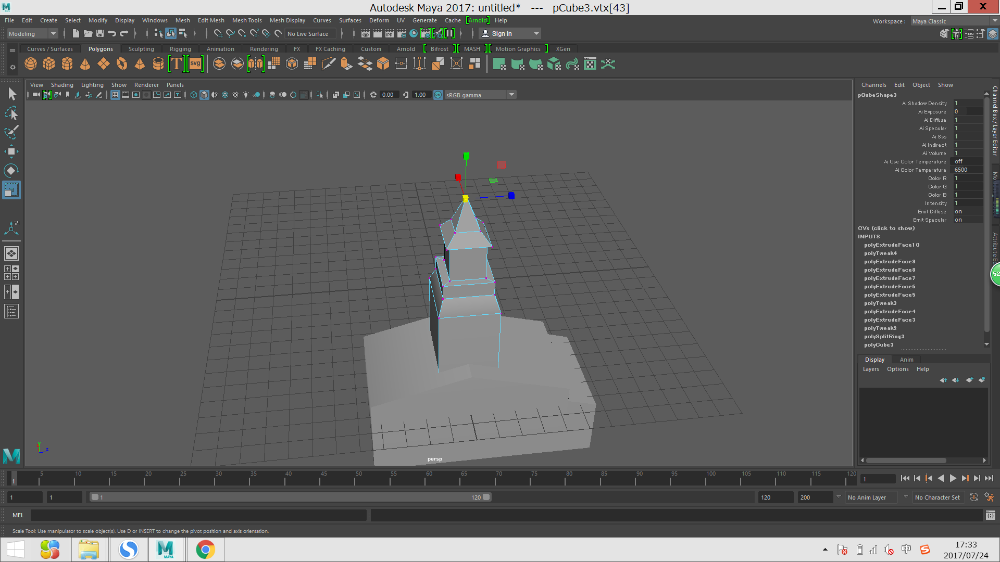 Autodesk Maya 2017: untitled* --- pCube3.vtx[43]
File Edit Create Select Modify Display Windows Mesh Edit Mesh Mesh Tools Mesh Display Curves Surfaces Deform UV Generate Cache [Arnold] Help
Workspace : Maya Classic
Modeling No Live Surface IPR Sign In
Curves / Surfaces Polygons Sculpting Rigging Animation Rendering FX FX Caching Custom Arnold Bifrost MASH Motion Graphics XGen
T svg
View Shading Lighting Show Renderer Panels
0.00 1.00 ON sRGB gamma
persp
y
z
Channels Edit Object Show
pCubeShape3
Ai Shadow Density 1
Ai Exposure 0
Ai Diffuse 1
Ai Specular 1
Ai Sss 1
Ai Indirect 1
Ai Volume 1
Ai Use Color Temperature off
Ai Color Temperature 6500
Color R 1
Color G 1
Color B 1
Intensity 1
Emit Diffuse on
Emit Specular on
CVs (click to show)
INPUTS
polyExtrudeFace10
polyTweak4
polyExtrudeFace9
polyExtrudeFace8
polyExtrudeFace7
polyExtrudeFace6
polyExtrudeFace5
polyTweak3
polyExtrudeFace4
polyExtrudeFace3
polyTweak2
polySplitRing3
polyCube3
Channel Box / Layer Editor
52
Display Anim
Layers Options Help
1 5 10 15 20 25 30 35 40 45 50 55 60 65 70 75 80 85 90 95 100 105 110 115 120
1
1 1 1 120 120 200 No Anim Layer No Character Set
MEL
Scale Tool: Use manipulator to scale object(s). Use D or INSERT to change the pivot position and axis orientation.
MAYA
中
17:33
2017/07/24